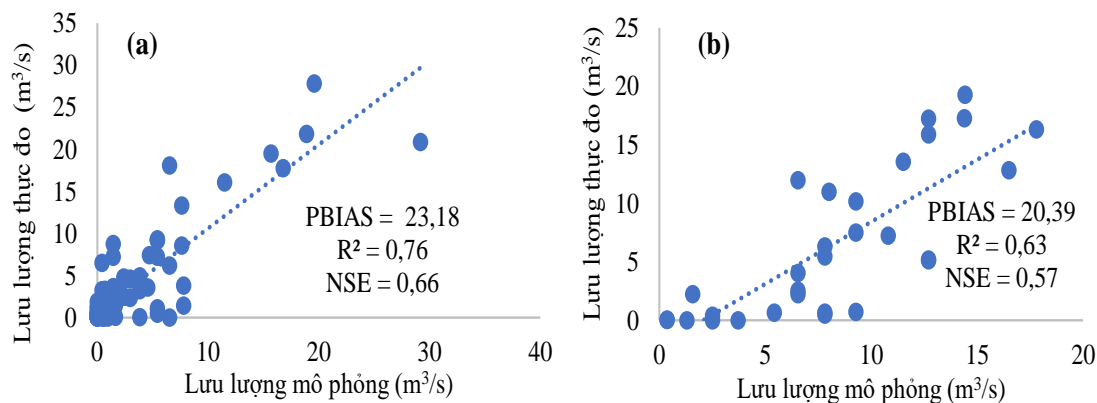 (a)
Lưu lượng thực đo (m³/s)
35
30
25
20
15
10
5
0
PBIAS = 23,18
R² = 0,76
NSE = 0,66
0
10
20
30
40
Lưu lượng mô phỏng (m³/s)
(b)
Lưu lượng thực đo (m³/s)
25
20
15
10
5
0
PBIAS = 20,39
R² = 0,63
NSE = 0,57
0
5
10
15
20
Lưu lượng mô phỏng (m³/s)